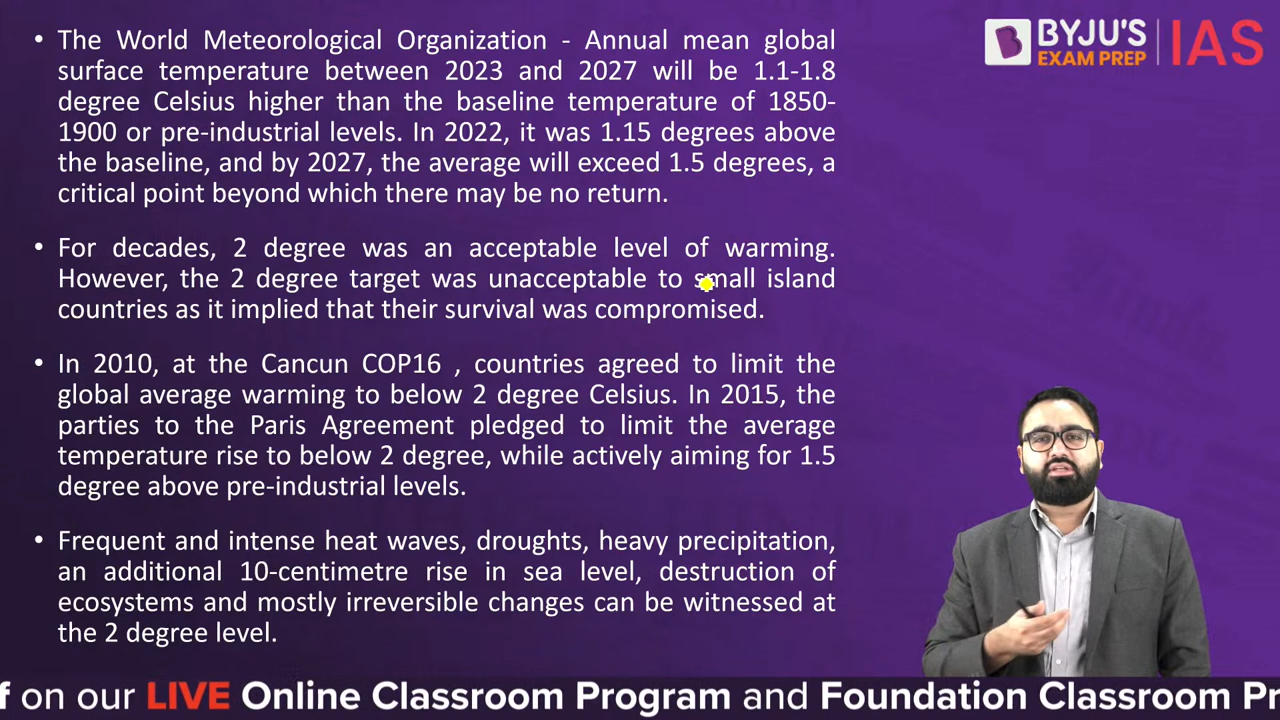 • The World Meteorological Organization - Annual mean global
surface temperature between 2023 and 2027 will be 1.1-1.8
degree Celsius higher than the baseline temperature of 1850-
1900 or pre-industrial levels. In 2022, it was 1.15 degrees above
the baseline, and by 2027, the average will exceed 1.5 degrees, a
critical point beyond which there may be no return.
• For decades, 2 degree was an acceptable level of warming.
However, the 2 degree target was unacceptable to small island
countries as it implied that their survival was compromised.
• In 2010, at the Cancun COP16 , countries agreed to limit the
global average warming to below 2 degree Celsius. In 2015, the
parties to the Paris Agreement pledged to limit the average
temperature rise to below 2 degree, while actively aiming for 1.5
degree above pre-industrial levels.
• Frequent and intense heat waves, droughts, heavy precipitation,
an additional 10-centimetre rise in sea level, destruction of
ecosystems and mostly irreversible changes can be witnessed at
the 2 degree level.
BYJU'S
EXAM PREP
IAS
f on our LIVE Online Classroom Program and Foundation Classroom Pr